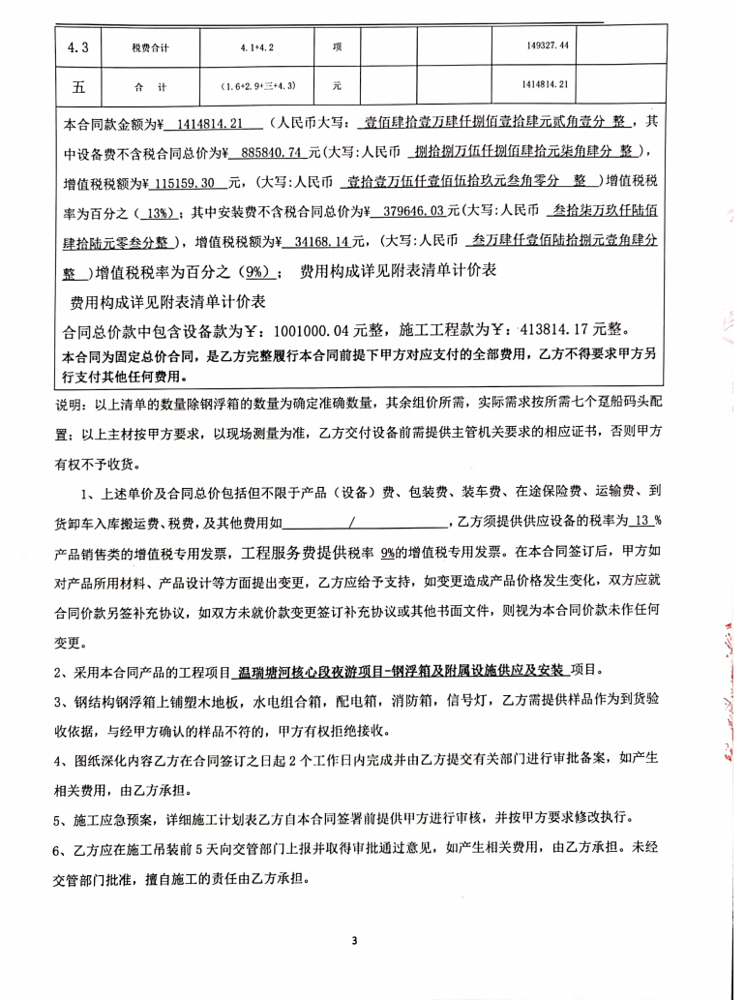 4.3 税费合计 4.1+4.2 项 149327.44
五 合 计 (1.6+2.9+三+4.3) 元 1414814.21
本合同款金额为¥ 1414814.21 (人民币大写: 壹佰肆拾壹万肆仟捌佰壹拾肆元贰角壹分 整 ,其
中设备费不含税合同总价为¥ 885840.74 元(大写:人民币 捌拾捌万伍仟捌佰肆拾元柒角肆分 整 ),
增值税税额为¥ 115159.30 元,(大写:人民币 壹拾壹万伍仟壹佰伍拾玖元叁角零分 整 )增值税税
率为百分之( 13%);其中安装费不含税合同总价为¥ 379646.03 元(大写:人民币 叁拾柒万玖仟陆佰
肆拾陆元零叁分整 ),增值税税额为¥ 34168.14 元,(大写:人民币 叁万肆仟壹佰陆拾捌元壹角肆分
整 )增值税税率为百分之(9%); 费用构成详见附表清单计价表
费用构成详见附表清单计价表
合同总价款中包含设备款为￥:1001000.04 元整,施工工程款为￥:413814.17 元整。
本合同为固定总价合同,是乙方完整履行本合同前提下甲方对应支付的全部费用,乙方不得要求甲方另
行支付其他任何费用。
说明:以上清单的数量除钢浮箱的数量为确定准确数量,其余组价所需,实际需求按所需七个趸船码头配
置;以上主材按甲方要求,以现场测量为准,乙方交付设备前需提供主管机关要求的相应证书,否则甲方
有权不予收货。
1、上述单价及合同总价包括但不限于产品(设备)费、包装费、装车费、在途保险费、运输费、到
货卸车入库搬运费、税费,及其他费用如 / ,乙方须提供供应设备的税率为 13 %
产品销售类的增值税专用发票,工程服务费提供税率 9%的增值税专用发票。在本合同签订后,甲方如
对产品所用材料、产品设计等方面提出变更,乙方应给予支持,如变更造成产品价格发生变化,双方应就
合同价款另签补充协议,如双方未就价款变更签订补充协议或其他书面文件,则视为本合同价款未作任何
变更。
2、采用本合同产品的工程项目 温瑞塘河核心段夜游项目-钢浮箱及附属设施供应及安装 项目。
3、钢结构钢浮箱上铺塑木地板,水电组合箱,配电箱,消防箱,信号灯,乙方需提供样品作为到货验
收依据,与经甲方确认的样品不符的,甲方有权拒绝接收。
4、图纸深化内容乙方在合同签订之日起 2 个工作日内完成并由乙方提交有关部门进行审批备案,如产生
相关费用,由乙方承担。
5、施工应急预案,详细施工计划表乙方自本合同签署前提供甲方进行审核,并按甲方要求修改执行。
6、乙方应在施工吊装前 5 天向交管部门上报并取得审批通过意见,如产生相关费用,由乙方承担。未经
交管部门批准,擅自施工的责任由乙方承担。
3